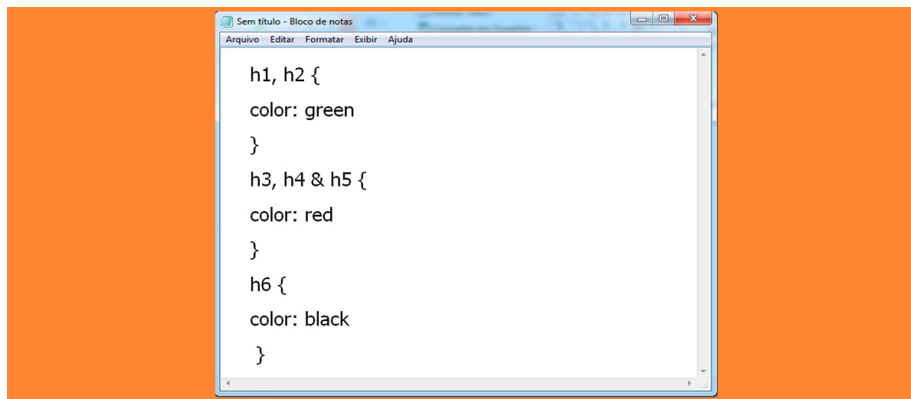 Sem título - Bloco de notas
Arquivo Editar Formatar Exibir Ajuda
h1, h2 {
color: green
}
h3, h4 & h5 {
color: red
}
h6 {
color: black
}